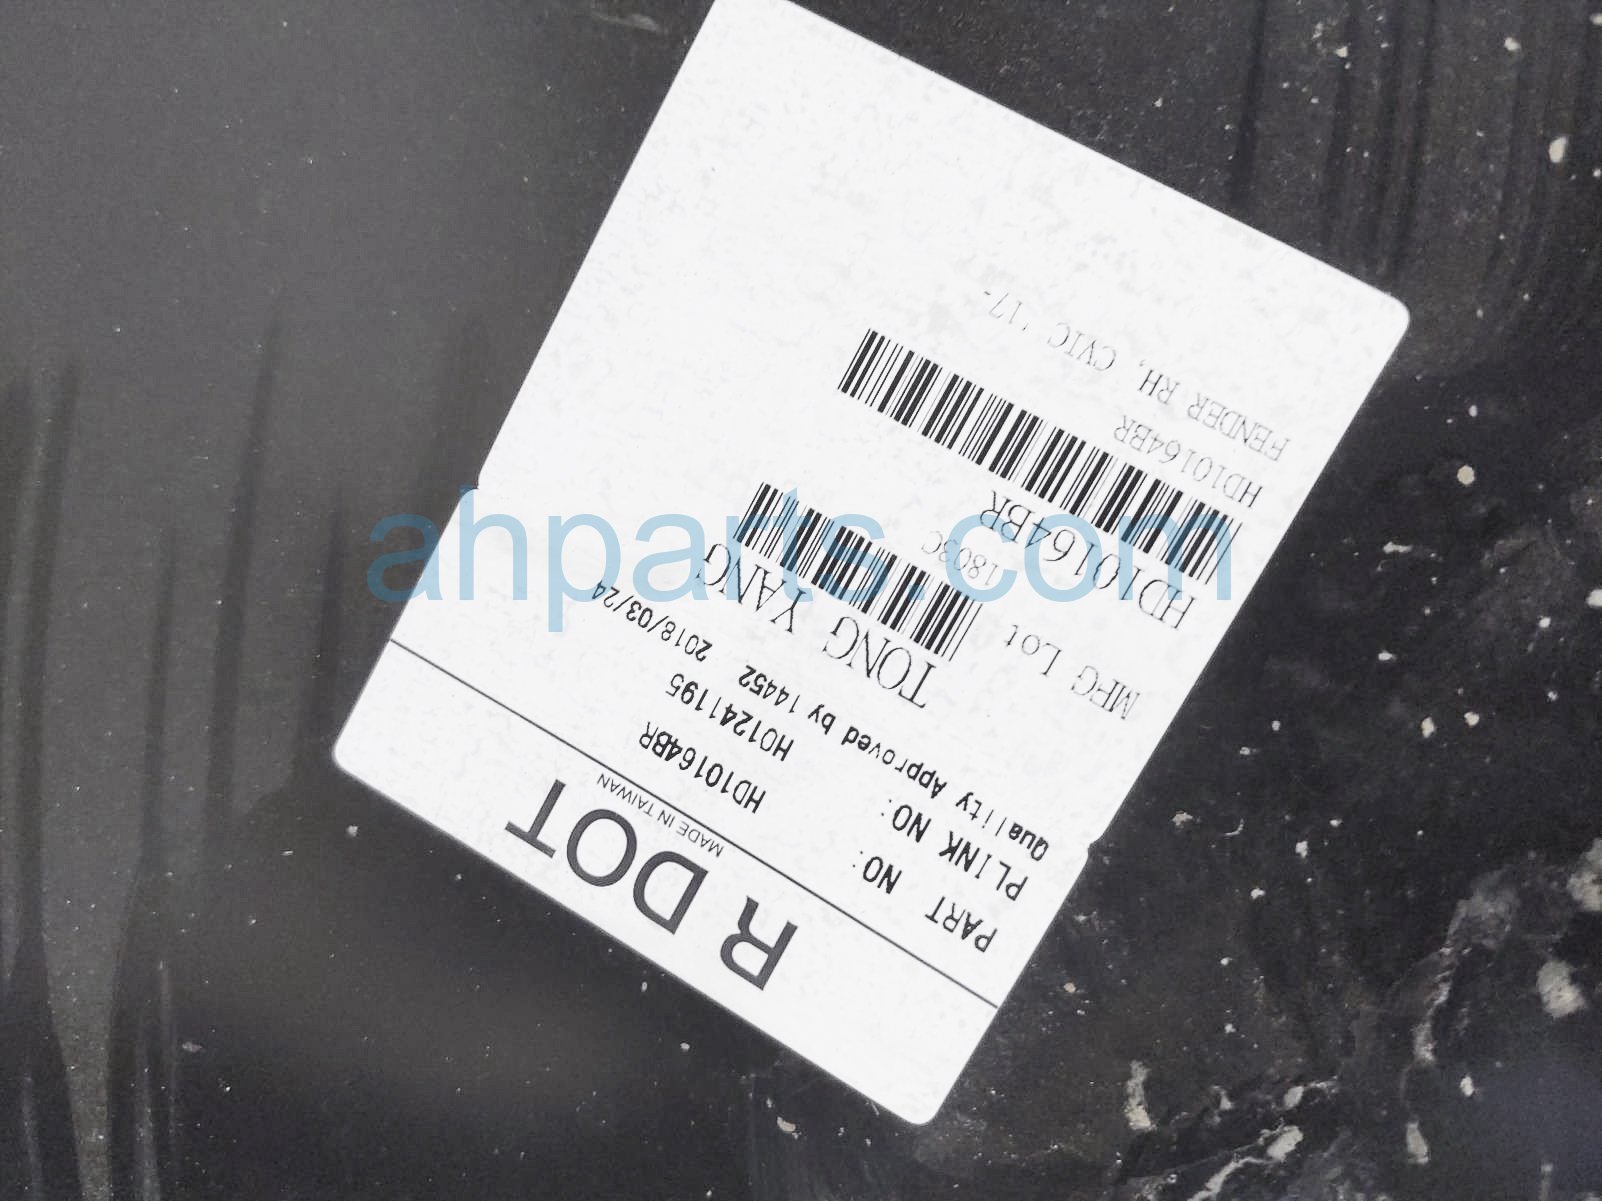 R DOT
MADE IN TAIWAN
PART NO: HD10164BR
PLINK NO: HO1241195
Quality Approved by 14452 2018/03/24
TONG YANG
MFG Lot 1803C
HD10164BR
HD10164BR
FENDER RH, CVIC '17-
ahparts.com